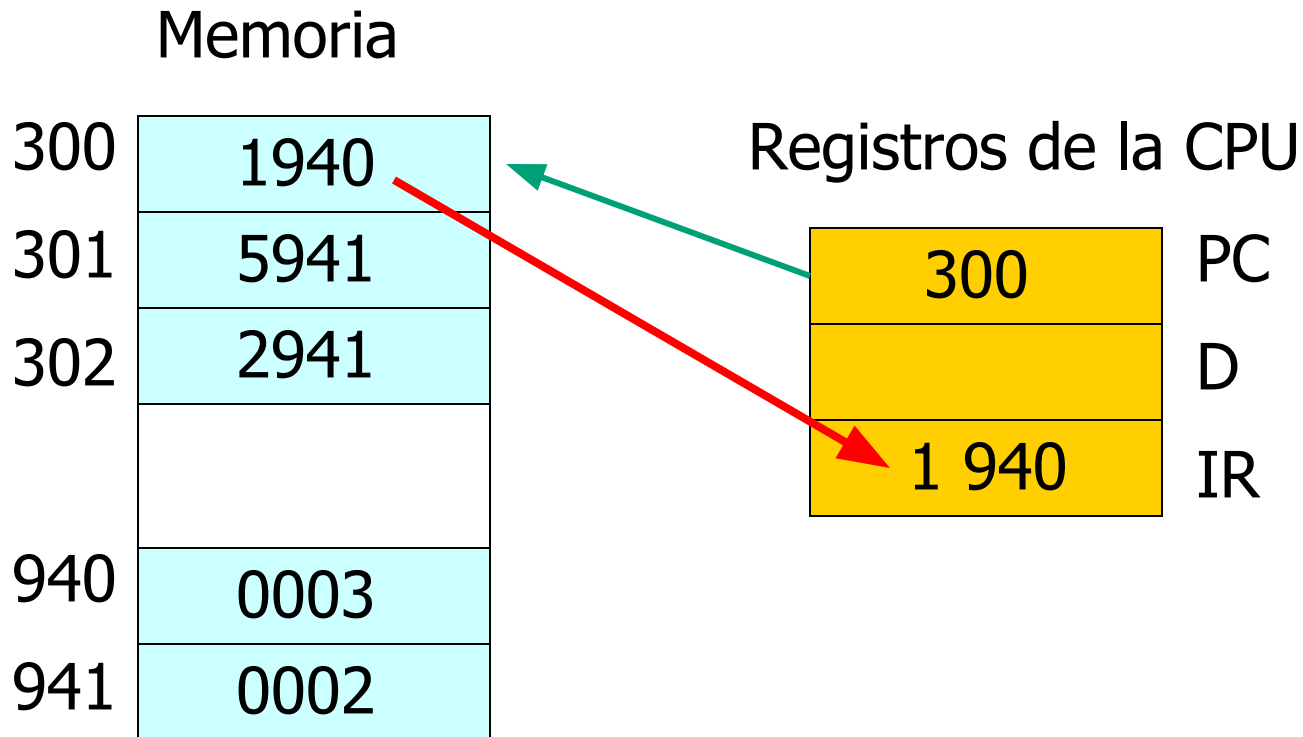 Memoria
300 1940
301 5941
302 2941
940 0003
941 0002
Registros de la CPU
300 PC
D
1 940 IR